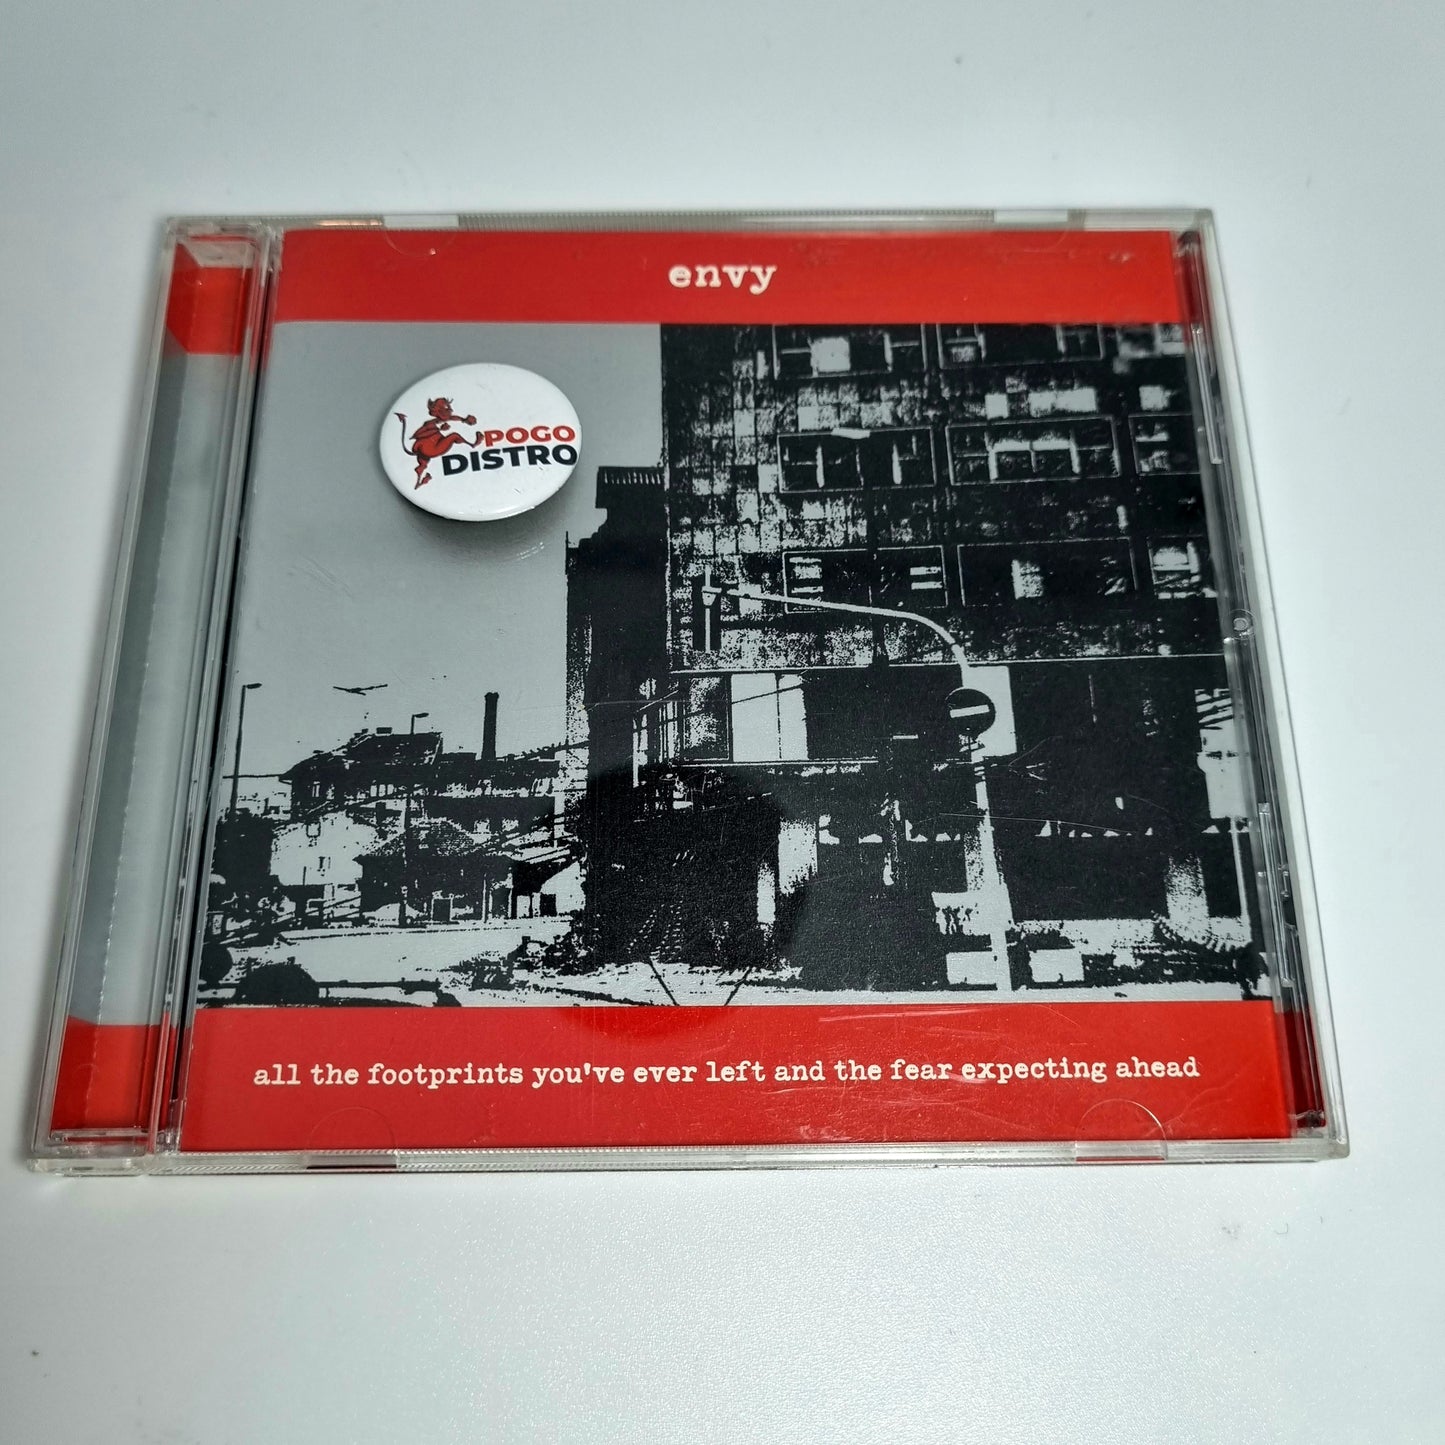 envy
POGO
DISTRO
all the footprints you've ever left and the fear expecting ahead